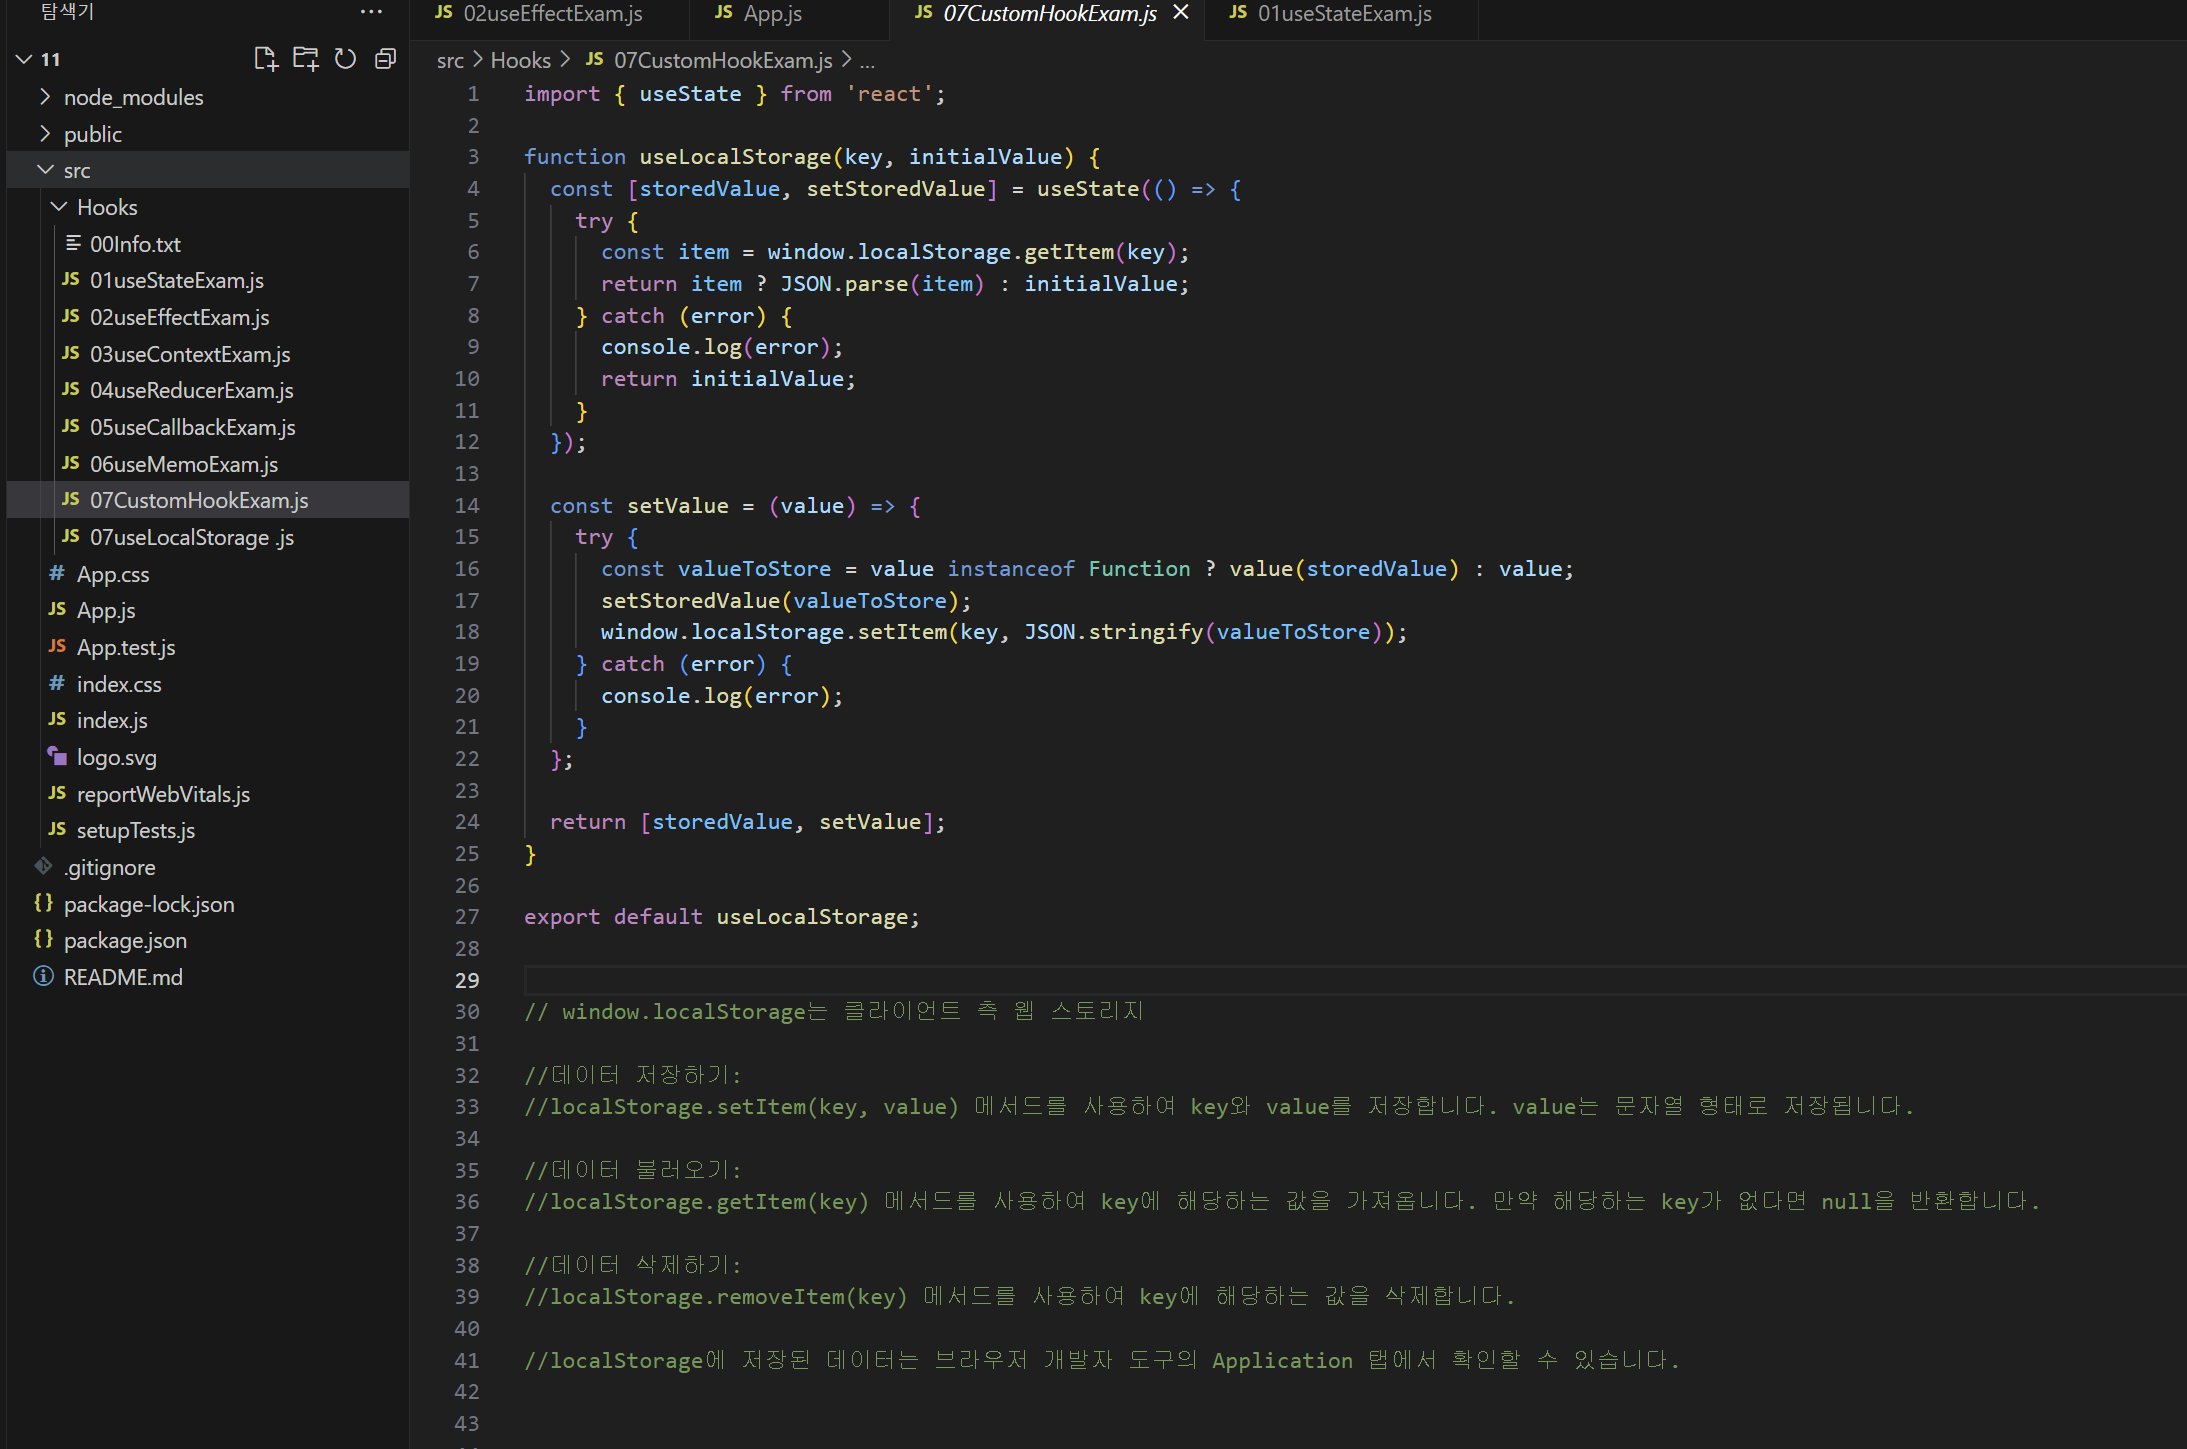 탐색기 ···
11
node_modules
public
src
Hooks
00Info.txt
JS 01useStateExam.js
JS 02useEffectExam.js
JS 03useContextExam.js
JS 04useReducerExam.js
JS 05useCallbackExam.js
JS 06useMemoExam.js
JS 07CustomHookExam.js
JS 07useLocalStorage .js
# App.css
JS App.js
JS App.test.js
# index.css
JS index.js
logo.svg
JS reportWebVitals.js
JS setupTests.js
.gitignore
{} package-lock.json
{} package.json
README.md
JS 02useEffectExam.js JS App.js JS 07CustomHookExam.js JS 01useStateExam.js
src > Hooks > JS 07CustomHookExam.js > ...
1 import { useState } from 'react';
2
3 function useLocalStorage(key, initialValue) {
4 const [storedValue, setStoredValue] = useState(() => {
5 try {
6 const item = window.localStorage.getItem(key);
7 return item ? JSON.parse(item) : initialValue;
8 } catch (error) {
9 console.log(error);
10 return initialValue;
11 }
12 });
13
14 const setValue = (value) => {
15 try {
16 const valueToStore = value instanceof Function ? value(storedValue) : value;
17 setStoredValue(valueToStore);
18 window.localStorage.setItem(key, JSON.stringify(valueToStore));
19 } catch (error) {
20 console.log(error);
21 }
22 };
23
24 return [storedValue, setValue];
25 }
26
27 export default useLocalStorage;
28
29
30 // window.localStorage는 클라이언트 측 웹 스토리지
31
32 //데이터 저장하기:
33 //localStorage.setItem(key, value) 메서드를 사용하여 key와 value를 저장합니다. value는 문자열 형태로 저장됩니다.
34
35 //데이터 불러오기:
36 //localStorage.getItem(key) 메서드를 사용하여 key에 해당하는 값을 가져옵니다. 만약 해당하는 key가 없다면 null을 반환합니다.
37
38 //데이터 삭제하기:
39 //localStorage.removeItem(key) 메서드를 사용하여 key에 해당하는 값을 삭제합니다.
40
41 //localStorage에 저장된 데이터는 브라우저 개발자 도구의 Application 탭에서 확인할 수 있습니다.
42
43